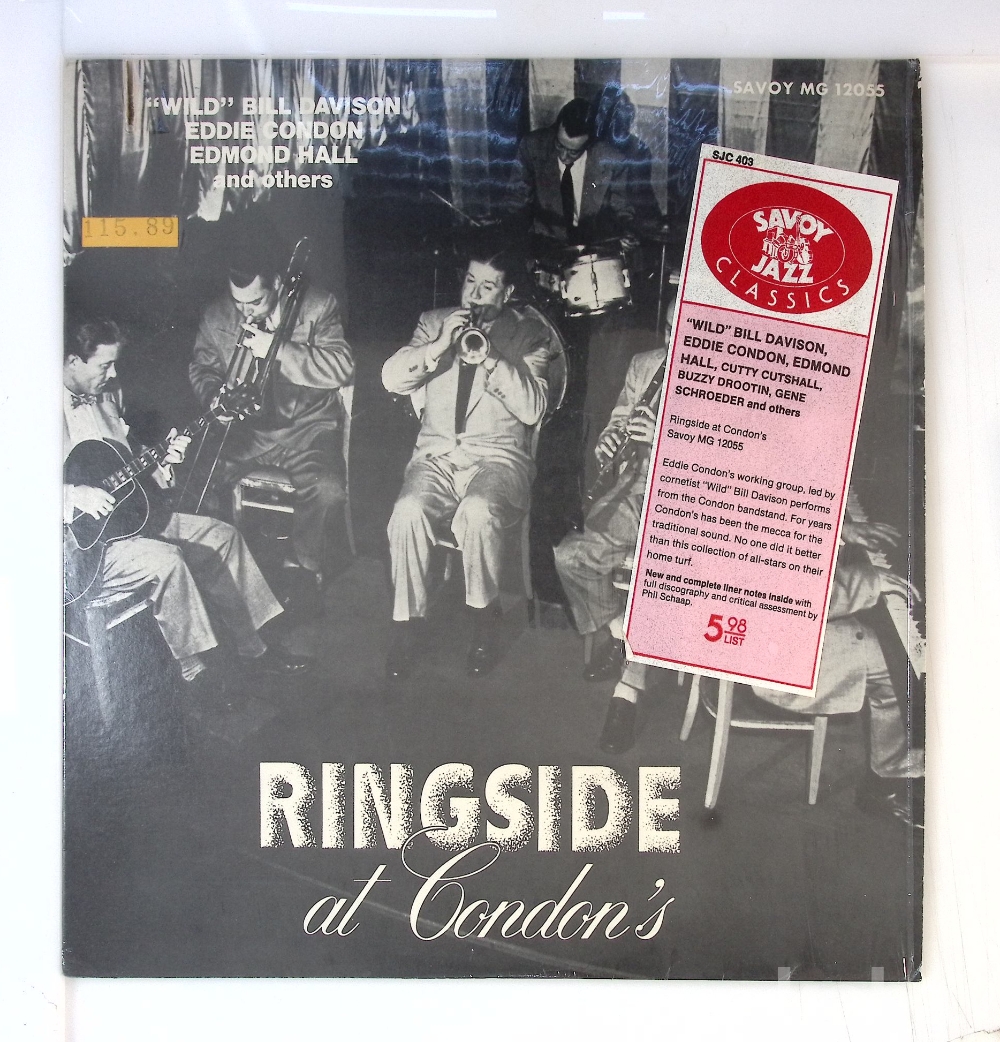 "WILD" BILL DAVISON
EDDIE CONDON
EDMOND HALL
and others
SAVOY MG 12055
115.89
SJC 403
SAVOY
JAZZ
CLASSICS
"WILD" BILL DAVISON,
EDDIE CONDON, EDMOND
HALL, CUTTY CUTSHALL,
BUZZY DROOTIN, GENE
SCHROEDER and others
Ringside at Condon's
Savoy MG 12055
Eddie Condon's working group, led by
cornetist "Wild" Bill Davison performs
from the Condon bandstand. For years
Condon's has been the mecca for the
traditional sound. No one did it better
than this collection of all-stars on their
home turf.
New and complete liner notes inside with
full discography and critical assessment by
Phil Schaap.
5.98
LIST
RINGSIDE
at Condon's